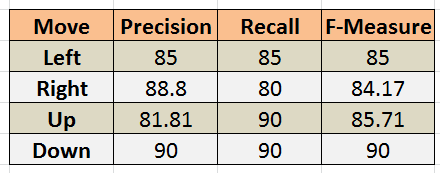 Move Precision Recall F-Measure
Left 85 85 85
Right 88.8 80 84.17
Up 81.81 90 85.71
Down 90 90 90